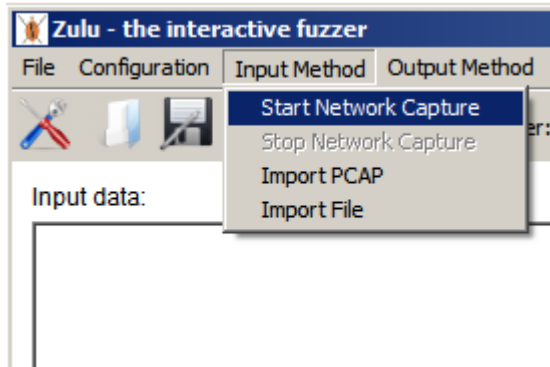 Zulu - the interactive fuzzer
File Configuration Input Method Output Method
Start Network Capture
er:
Stop Network Capture
Import PCAP
Input data:
Import File